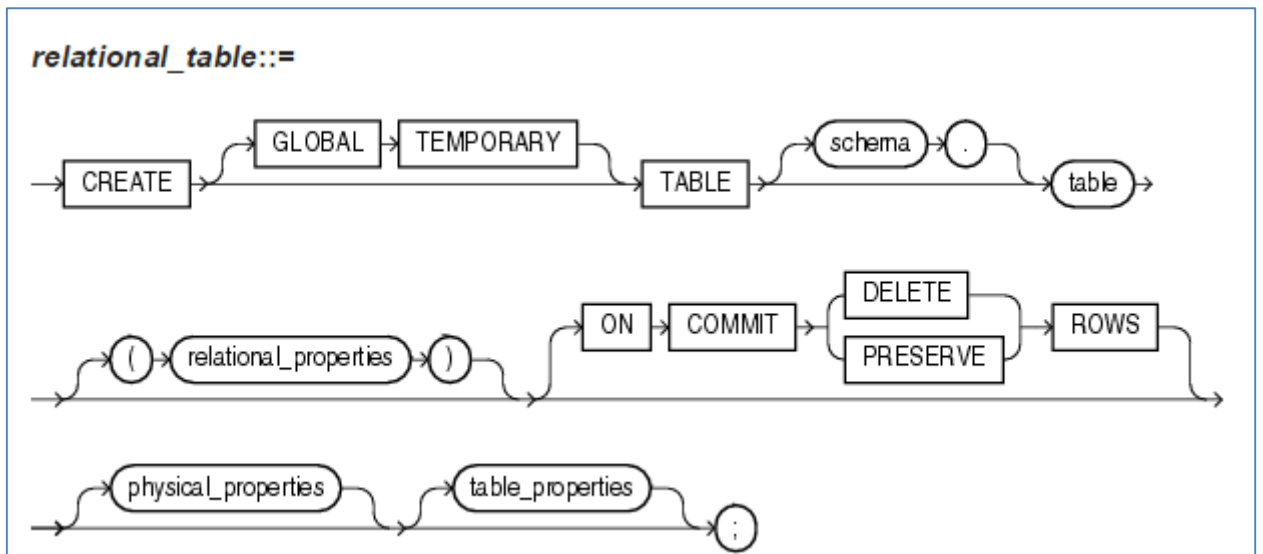 relational_table::=
GLOBAL TEMPORARY schema .
CREATE TABLE table
DELETE
ON COMMIT ROWS
( relational_properties ) PRESERVE
physical_properties table_properties
;